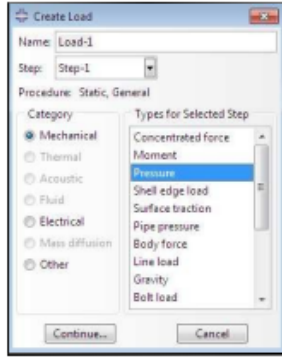 Create Load
Name: Load-1
Step: Step-1
Procedure: Static, General
Category
Mechanical
Thermal
Acoustic
Fluid
Electrical
Mass diffusion
Other
Types for Selected Step
Concentrated force
Moment
Pressure
Shell edge load
Surface traction
Pipe pressure
Body force
Line load
Gravity
Bolt load
Continue...
Cancel